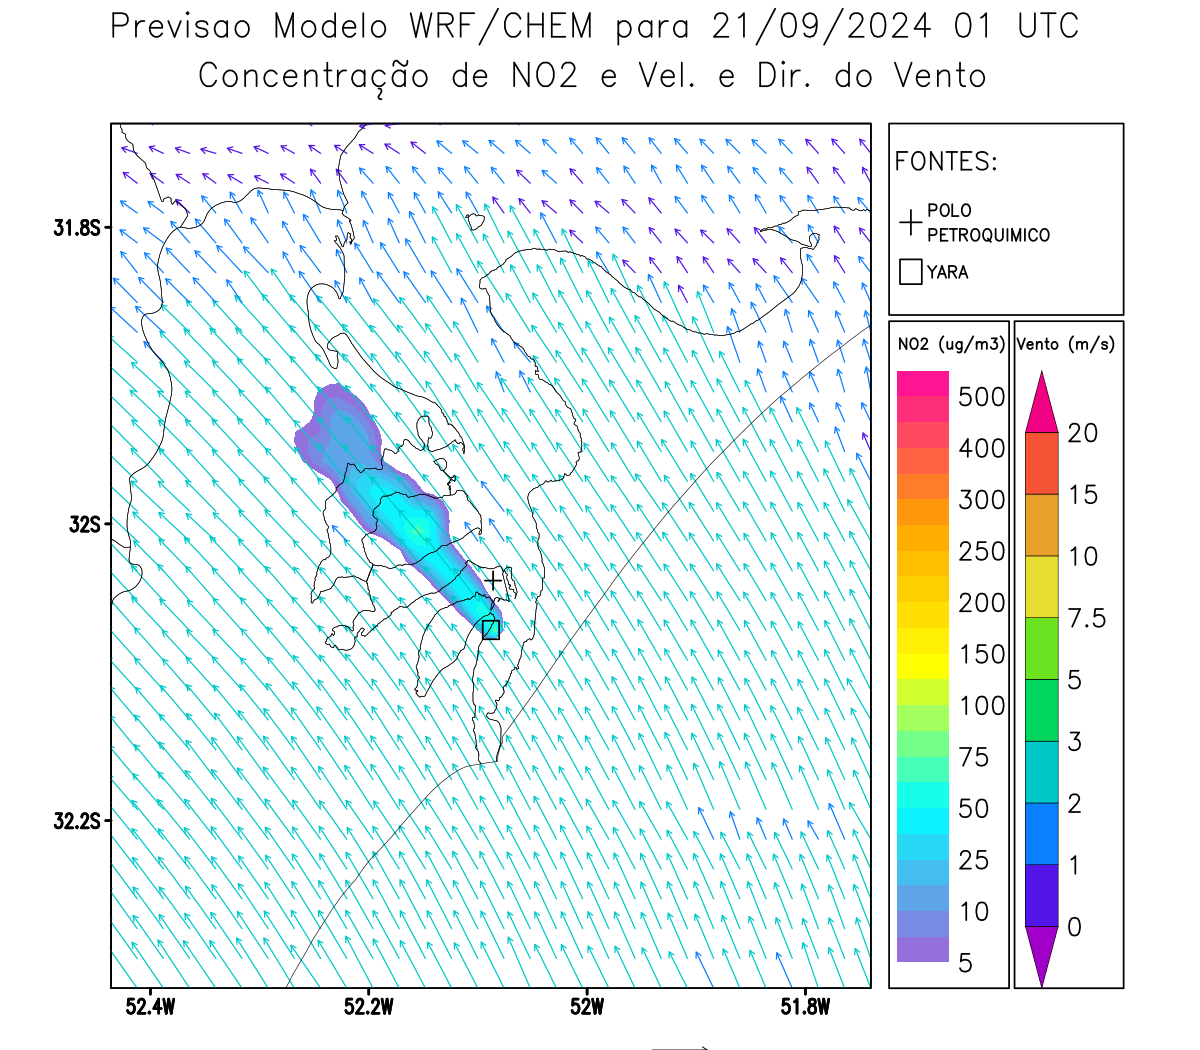 Previsao Modelo WRF/CHEM para 21/09/2024 01 UTC
Concentração de NO2 e Vel. e Dir. do Vento
FONTES:
POLO
PETROQUIMICO
YARA
NO2 (ug/m3)
500
400
300
250
200
150
100
75
50
25
10
5
Vento (m/s)
20
15
10
7.5
5
3
2
1
0
31.8S
32S
32.2S
52.4W
52.2W
52W
51.8W